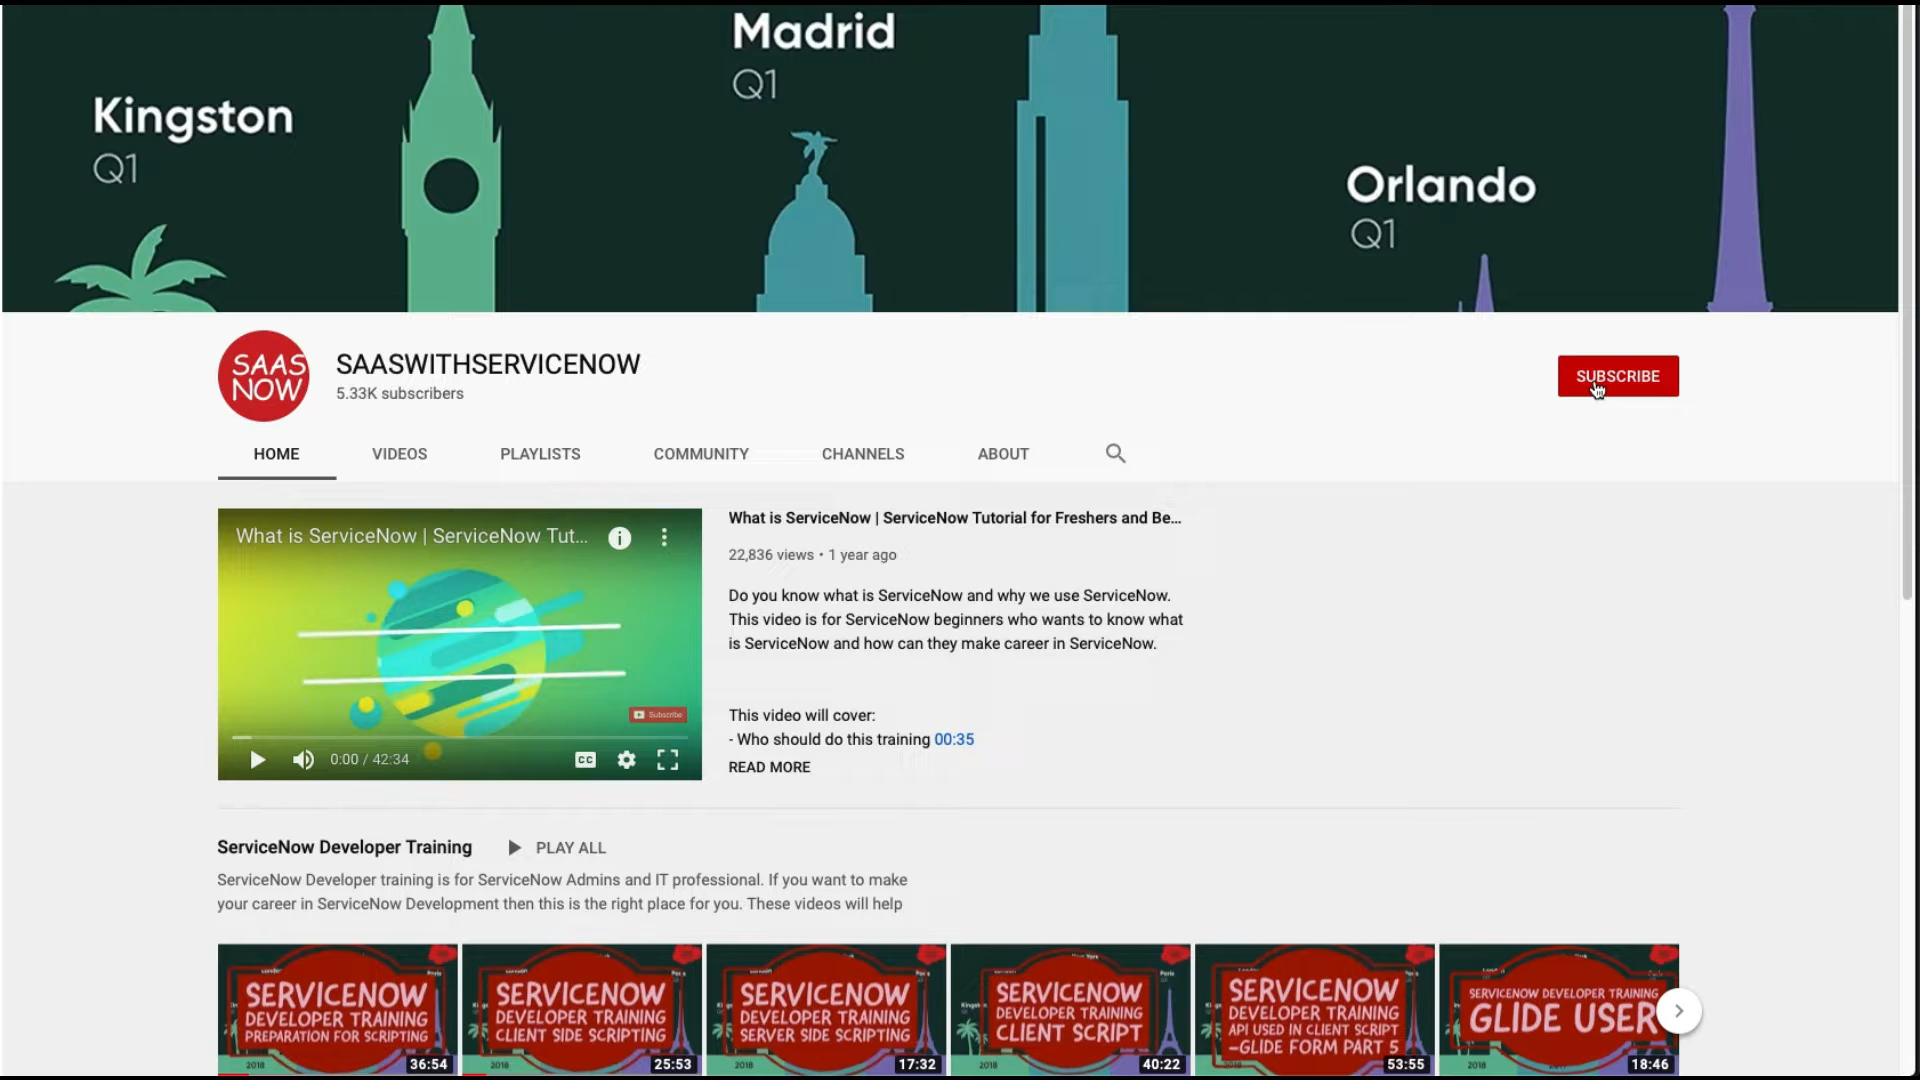 Madrid
Q1
Kingston
Q1
Orlando
Q1
SAAS
NOW
SAASWITHSERVICENOW
5.33K subscribers
SUBSCRIBE
HOME
VIDEOS
PLAYLISTS
COMMUNITY
CHANNELS
ABOUT
What is ServiceNow | ServiceNow Tut...
Subscribe
0:00 / 42:34
CC
What is ServiceNow | ServiceNow Tutorial for Freshers and Be...
22,836 views • 1 year ago
Do you know what is ServiceNow and why we use ServiceNow.
This video is for ServiceNow beginners who wants to know what
is ServiceNow and how can they make career in ServiceNow.
This video will cover:
- Who should do this training 00:35
READ MORE
ServiceNow Developer Training
PLAY ALL
ServiceNow Developer training is for ServiceNow Admins and IT professional. If you want to make
your career in ServiceNow Development then this is the right place for you. These videos will help
SERVICENOW
DEVELOPER TRAINING
PREPARATION FOR SCRIPTING
2018
36:54
SERVICENOW
DEVELOPER TRAINING
CLIENT SIDE SCRIPTING
2018
25:53
SERVICENOW
DEVELOPER TRAINING
SERVER SIDE SCRIPTING
2018
17:32
SERVICENOW
DEVELOPER TRAINING
CLIENT SCRIPT
2018
40:22
SERVICENOW
DEVELOPER TRAINING
API USED IN CLIENT SCRIPT
-GLIDE FORM PART 5
2018
53:55
SERVICENOW DEVELOPER TRAINING
GLIDE USER
2018
18:46